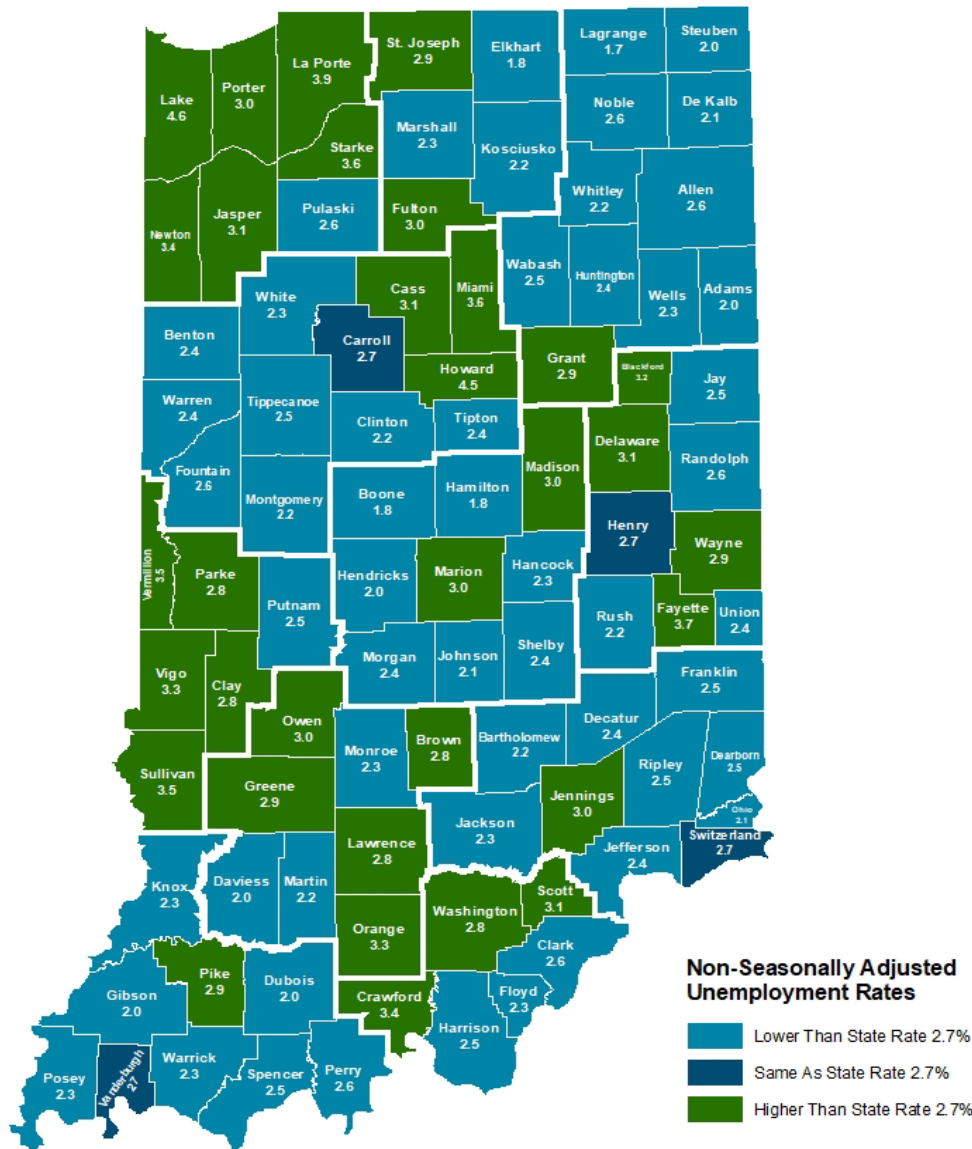 St. Joseph
2.9
Elkhart
1.8
Lagrange
1.7
Steuben
2.0
La Porte
3.9
Porter
3.0
Lake
4.6
Noble
2.6
De Kalb
2.1
Marshall
2.3
Starke
3.6
Kosciusko
2.2
Whitley
2.2
Allen
2.6
Pulaski
2.6
Fulton
3.0
Jasper
3.1
Newton
3.4
Wabash
2.5
Huntington
2.4
Wells
2.3
Adams
2.0
White
2.3
Cass
3.1
Miami
3.6
Benton
2.4
Carroll
2.7
Howard
4.5
Grant
2.9
Blackford
3.2
Jay
2.5
Warren
2.4
Tippecanoe
2.5
Clinton
2.2
Tipton
2.4
Fountain
2.6
Montgomery
2.2
Boone
1.8
Hamilton
1.8
Madison
3.0
Delaware
3.1
Randolph
2.6
Henry
2.7
Wayne
2.9
Vermillion
3.5
Parke
2.8
Putnam
2.5
Hendricks
2.0
Marion
3.0
Hancock
2.3
Rush
2.2
Fayette
3.7
Union
2.4
Vigo
3.3
Clay
2.8
Morgan
2.4
Johnson
2.1
Shelby
2.4
Franklin
2.5
Owen
3.0
Decatur
2.4
Sullivan
3.5
Greene
2.9
Monroe
2.3
Brown
2.8
Bartholomew
2.2
Ripley
2.5
Dearborn
2.5
Jennings
3.0
Ohio
2.1
Jackson
2.3
Switzerland
2.7
Lawrence
2.8
Jefferson
2.4
Knox
2.3
Daviess
2.0
Martin
2.2
Scott
3.1
Washington
2.8
Orange
3.3
Clark
2.6
Pike
2.9
Dubois
2.0
Gibson
2.0
Crawford
3.4
Floyd
2.3
Harrison
2.5
Posey
2.3
Vanderburgh
27
Warrick
2.3
Spencer
2.5
Perry
2.6
Non-Seasonally Adjusted
Unemployment Rates
Lower Than State Rate 2.7%
Same As State Rate 2.7%
Higher Than State Rate 2.7%